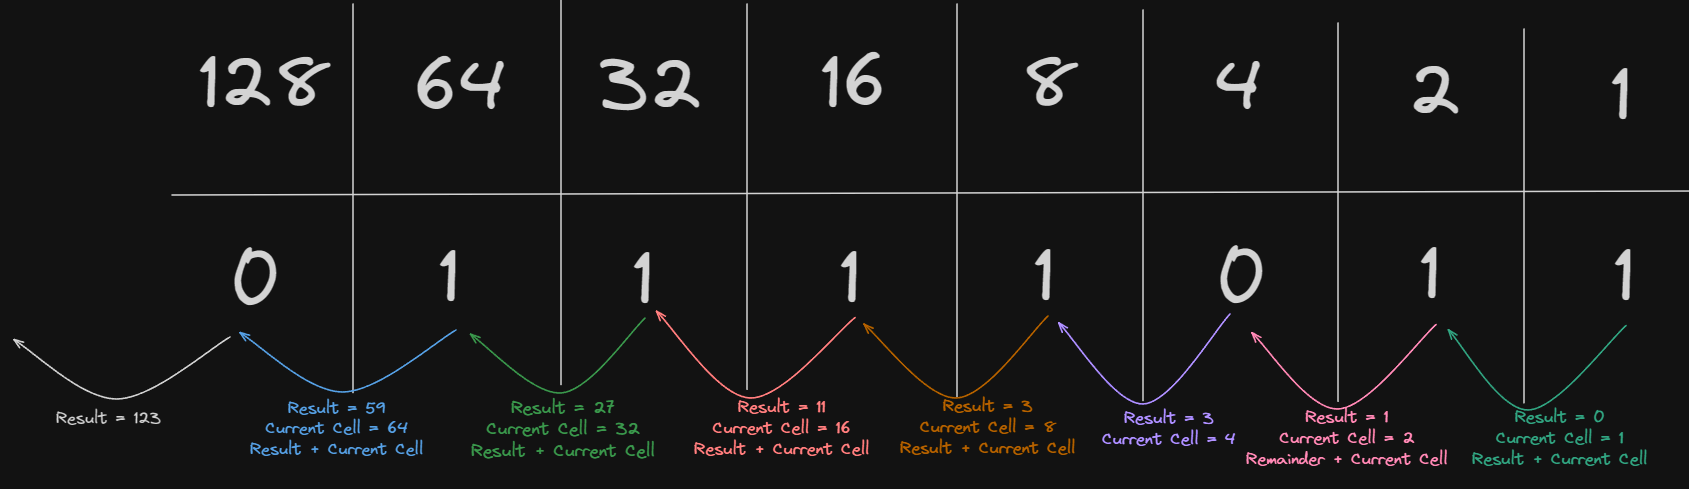 128 64 32 16 8 4 2 1
0 1 1 1 1 0 1 1
Result = 123
Result = 59
Current Cell = 64
Result + Current Cell
Result = 27
Current Cell = 32
Result + Current Cell
Result = 11
Current Cell = 16
Result + Current Cell
Result = 3
Current Cell = 8
Result + Current Cell
Result = 3
Current Cell = 4
Result = 1
Current Cell = 2
Remainder + Current Cell
Result = 0
Current Cell = 1
Result + Current Cell